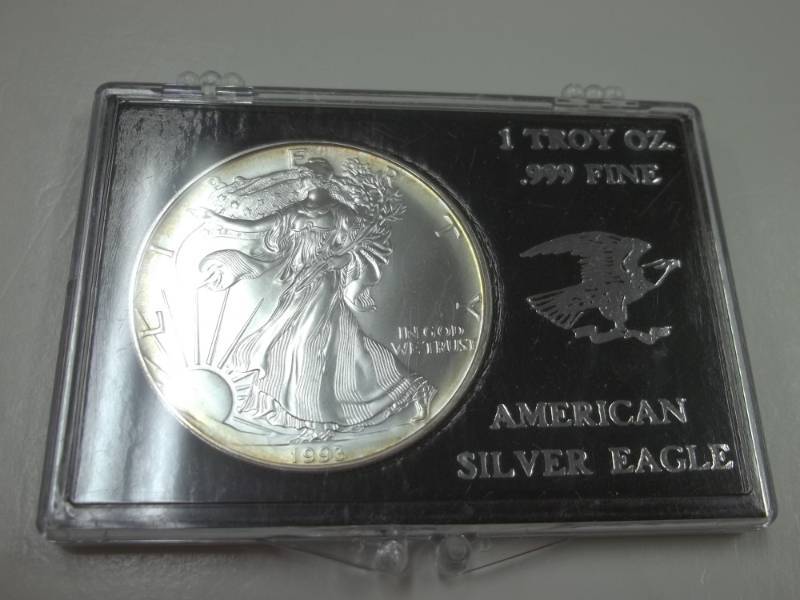 LIBERTY
IN GOD
WE TRUST
1993
1 TROY OZ.
.999 FINE
AMERICAN
SILVER EAGLE